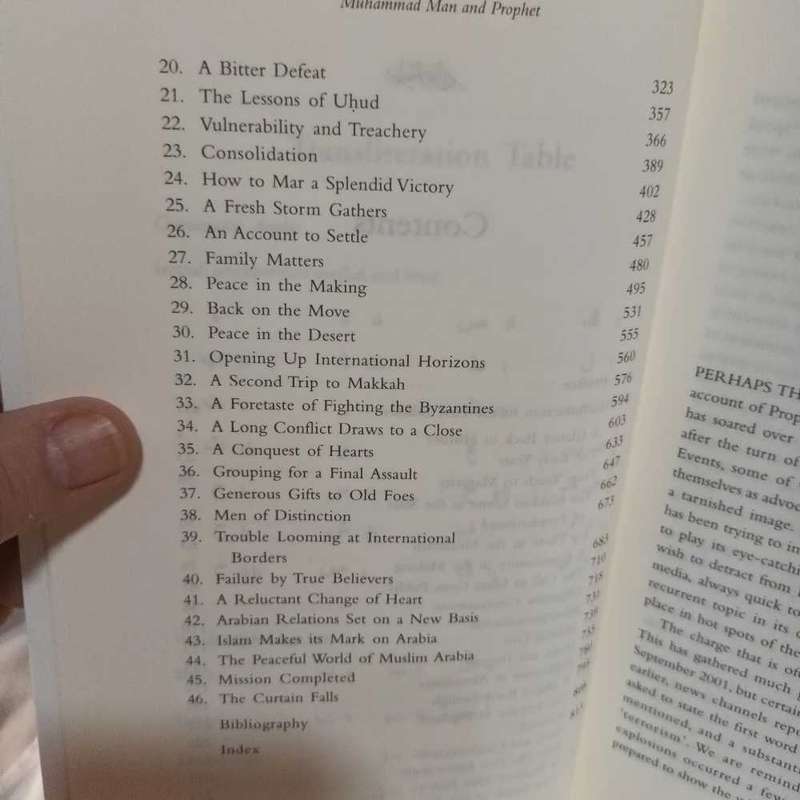 Muhammad Man and Prophet
20. A Bitter Defeat 323
21. The Lessons of Uḥud 357
22. Vulnerability and Treachery 366
23. Consolidation 389
24. How to Mar a Splendid Victory 402
25. A Fresh Storm Gathers 428
26. An Account to Settle 457
27. Family Matters 480
28. Peace in the Making 495
29. Back on the Move 531
30. Peace in the Desert 555
31. Opening Up International Horizons 560
32. A Second Trip to Makkah 576
33. A Foretaste of Fighting the Byzantines 594
34. A Long Conflict Draws to a Close 603
35. A Conquest of Hearts 633
36. Grouping for a Final Assault 647
37. Generous Gifts to Old Foes 662
38. Men of Distinction 673
39. Trouble Looming at International
Borders 683
40. Failure by True Believers 710
41. A Reluctant Change of Heart 718
42. Arabian Relations Set on a New Basis
43. Islam Makes its Mark on Arabia
44. The Peaceful World of Muslim Arabia
45. Mission Completed
46. The Curtain Falls
Bibliography
Index
PERHAPS TH
account of Prop
has soared over
after the turn of
Events, some of
themselves as advoc
a tarnished image.
has been trying to in
to play its eye-catchi
wish to detract from
media, always quick to
recurrent topic in its
place in hot spots of the
The charge that is oft
This has gathered much
September 2001, but certai
earlier, news channels repo
asked to state the first word
mentioned, and a substanti
'terrorism'. We are remind
explosions occurred a few
prepared to show the